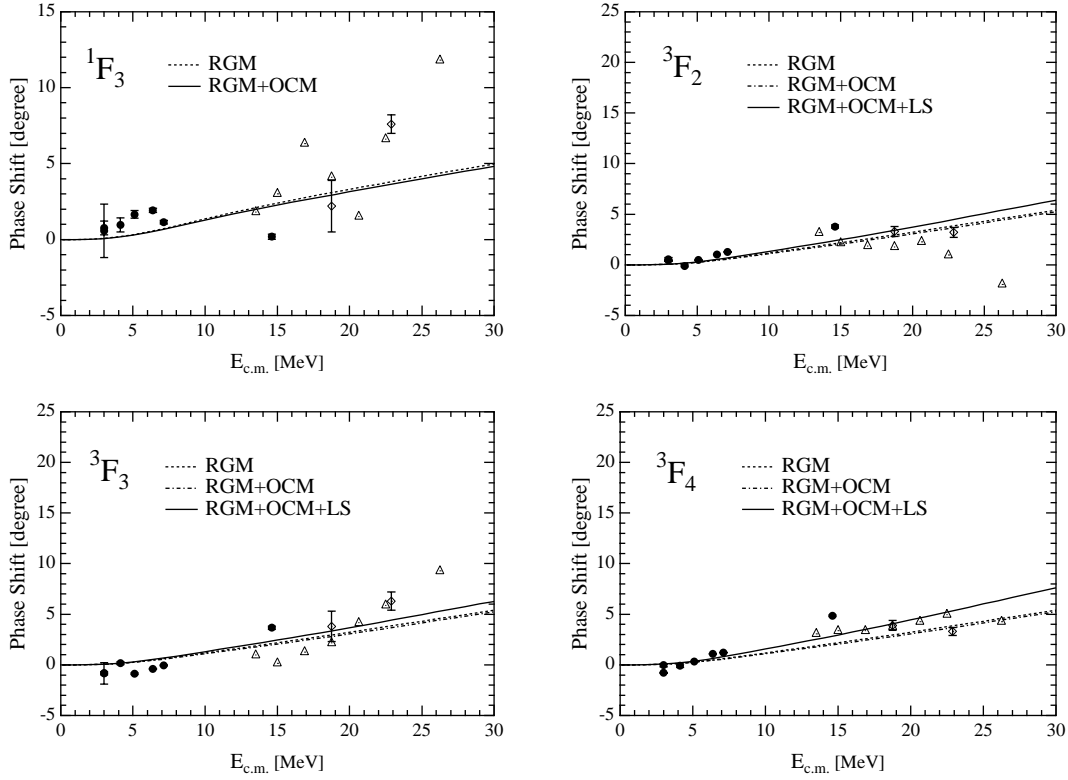 15
10
5
0
-5
Phase Shift [degree]
¹F₃
RGM
RGM+OCM
0 5 10 15 20 25 30
E_c.m. [MeV]
25
20
15
10
5
0
-5
Phase Shift [degree]
³F₂
RGM
RGM+OCM
RGM+OCM+LS
0 5 10 15 20 25 30
E_c.m. [MeV]
25
20
15
10
5
0
-5
Phase Shift [degree]
³F₃
RGM
RGM+OCM
RGM+OCM+LS
0 5 10 15 20 25 30
E_c.m. [MeV]
25
20
15
10
5
0
-5
Phase Shift [degree]
³F₄
RGM
RGM+OCM
RGM+OCM+LS
0 5 10 15 20 25 30
E_c.m. [MeV]